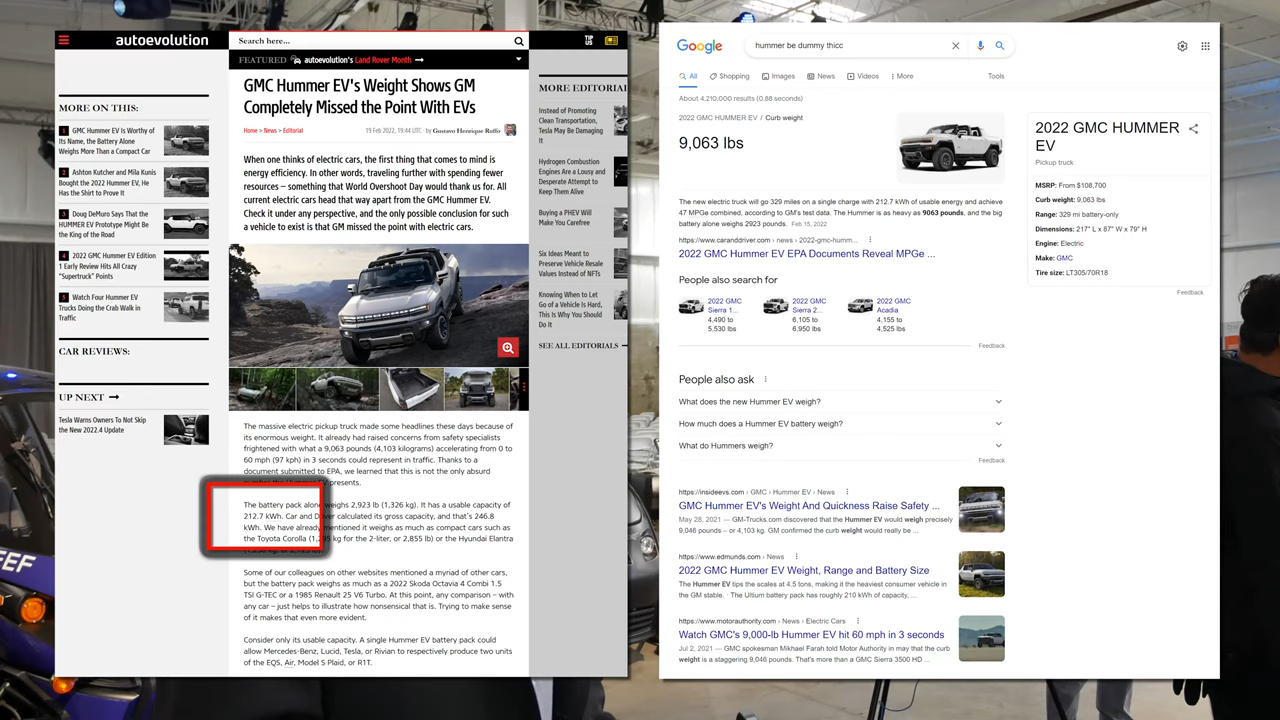 autoevolution
Search here...
TIP
US
FEATURED autoevolution's Land Rover Month
MORE ON THIS:
1 GMC Hummer EV Is Worthy of
Its Name, the Battery Alone
Weighs More Than a Compact Car
2 Ashton Kutcher and Mila Kunis
Bought the 2022 Hummer EV, He
Has the Shirt to Prove It
3 Doug DeMuro Says That the
HUMMER EV Prototype Might Be
the King of the Road
4 2022 GMC Hummer EV Edition
1 Early Review Hits All Crazy
"Supertruck" Points
5 Watch Four Hummer EV
Trucks Doing the Crab Walk in
Traffic
CAR REVIEWS:
UP NEXT
Tesla Warns Owners To Not Skip
the New 2022.4 Update
GMC Hummer EV's Weight Shows GM
Completely Missed the Point With EVs
Home > News > Editorial
19 Feb 2022, 19:44 UTC · by Gustavo Henrique Ruffo
When one thinks of electric cars, the first thing that comes to mind is
energy efficiency. In other words, traveling further with spending fewer
resources – something that World Overshoot Day would thank us for. All
current electric cars head that way apart from the GMC Hummer EV.
Check it under any perspective, and the only possible conclusion for such
a vehicle to exist is that GM missed the point with electric cars.
The massive electric pickup truck made some headlines these days because of
its enormous weight. It already had raised concerns from safety specialists
frightened with what a 9,063 pounds (4,103 kilograms) accelerating from 0 to
60 mph (97 kph) in 3 seconds could represent in traffic. Thanks to a
document submitted to EPA, we learned that this is not the only absurd
number the Hummer EV presents.
The battery pack alone weighs 2,923 lb (1,326 kg). It has a usable capacity of
212.7 kWh. Car and Driver calculated its gross capacity, and that's 246.8
kWh. We have already mentioned it weighs as much as compact cars such as
the Toyota Corolla (1,295 kg for the 2-liter, or 2,855 lb) or the Hyundai Elantra
Some of our colleagues on other websites mentioned a myriad of other cars,
but the battery pack weighs as much as a 2022 Skoda Octavia 4 Combi 1.5
TSI G-TEC or a 1985 Renault 25 V6 Turbo. At this point, any comparison – with
any car – just helps to illustrate how nonsensical that is. Trying to make sense
of it makes that even more evident.
Consider only its usable capacity. A single Hummer EV battery pack could
allow Mercedes-Benz, Lucid, Tesla, or Rivian to respectively produce two units
of the EQS, Air, Model S Plaid, or R1T.
MORE EDITORIAL
Instead of Promoting
Clean Transportation,
Tesla May Be Damaging
It
Hydrogen Combustion
Engines Are a Lousy and
Desperate Attempt to
Keep Them Alive
Buying a PHEV Will
Make You Carefree
Six Ideas Meant to
Preserve Vehicle Resale
Values Instead of NFTs
Knowing When to Let
Go of a Vehicle Is Hard,
This Is Why You Should
Do It
SEE ALL EDITORIALS
Google
hummer be dummy thicc
All Shopping Images News Videos More Tools
About 4,210,000 results (0.88 seconds)
2022 GMC HUMMER EV / Curb weight
9,063 lbs
The new electric truck will go 329 miles on a single charge with 212.7 kWh of usable energy and achieve
47 MPGe combined, according to GM's test data. The Hummer is as heavy as 9063 pounds, and the big
battery alone weighs 2923 pounds. Feb 15, 2022
https://www.caranddriver.com › news › 2022-gmc-humm...
2022 GMC Hummer EV EPA Documents Reveal MPGe ...
People also search for
2022 GMC
Sierra 1...
4,490 to
5,530 lbs
2022 GMC
Sierra 2...
6,105 to
6,950 lbs
2022 GMC
Acadia
4,155 to
4,525 lbs
Feedback
People also ask
What does the new Hummer EV weigh?
How much does a Hummer EV battery weigh?
What do Hummers weigh?
Feedback
https://insideevs.com › GMC › Hummer EV › News
GMC Hummer EV's Weight And Quickness Raise Safety ...
May 28, 2021 — GM-Trucks.com discovered that the Hummer EV would weigh precisely
9,046 pounds – or 4,103 kg. GM confirmed the curb weight would really be ...
https://www.edmunds.com › News
2022 GMC Hummer EV Weight, Range and Battery Size
The Hummer EV tips the scales at 4.5 tons, making it the heaviest consumer vehicle in
the GM stable. · The Ultium battery pack has roughly 210 kWh of capacity, ...
https://www.motorauthority.com › News › Electric Cars
Watch GMC's 9,000-lb Hummer EV hit 60 mph in 3 seconds
Jul 2, 2021 — GMC spokesman Mikhael Farah told Motor Authority in may that the curb
weight is a staggering 9,046 pounds. That's more than a GMC Sierra 3500 HD ...
2022 GMC HUMMER
EV
Pickup truck
MSRP: From $108,700
Curb weight: 9,063 lbs
Range: 329 mi battery-only
Dimensions: 217" L x 87" W x 79" H
Engine: Electric
Make: GMC
Tire size: LT305/70R18
Feedback